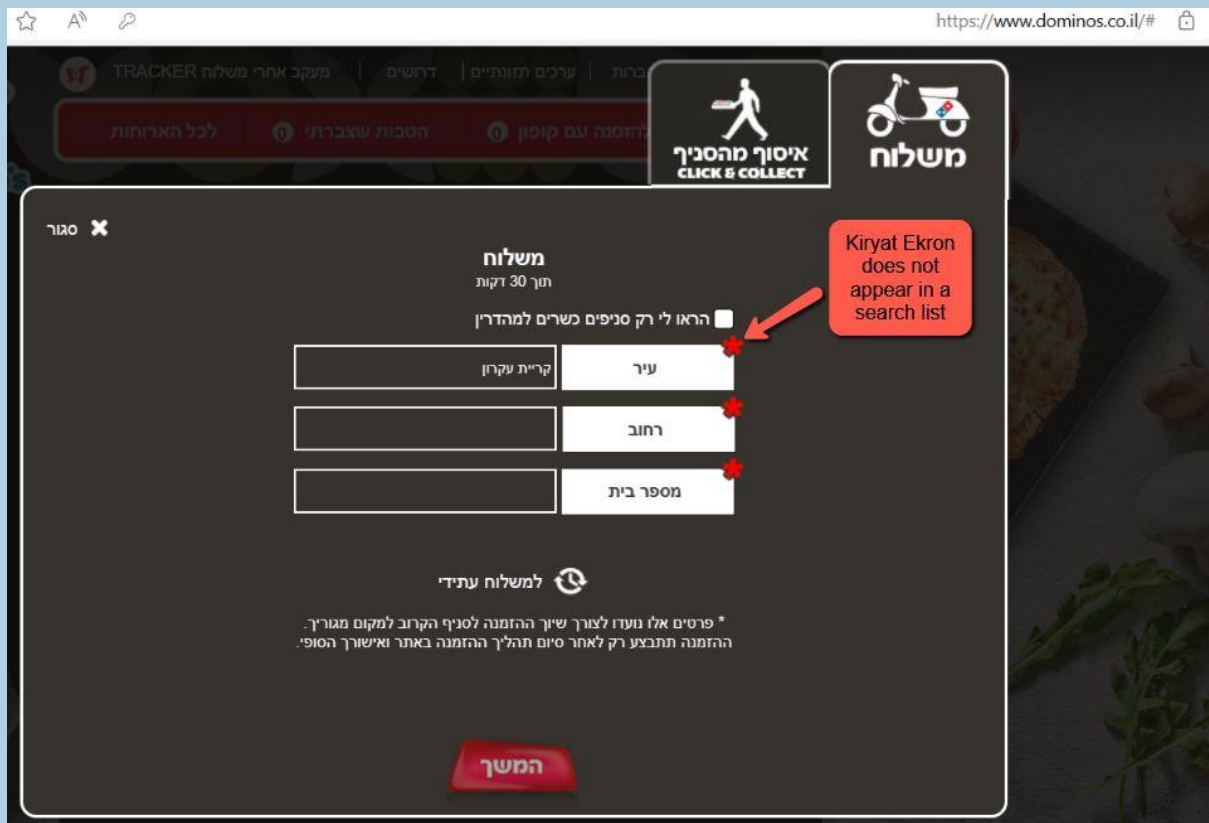 https://www.dominos.co.il/#
ברות | ערכים תזונתיים | דרושים | מעקב אחרי משלוח TRACKER
להזמנה עם קופון 0 הטבות שצברתי 0 לכל הארוחות
משלוח
איסוף מהסניף
CLICK & COLLECT
סגור
משלוח
תוך 30 דקות
הראו לי רק סניפים כשרים למהדרין
Kiryat Ekron
does not
appear in a
search list
* עיר
קריית עקרון
* רחוב
* מספר בית
למשלוח עתידי
* פרטים אלו נועדו לצורך שיוך ההזמנה לסניף הקרוב למקום מגוריך.
ההזמנה תתבצע רק לאחר סיום תהליך ההזמנה באתר ואישורך הסופי.
המשך